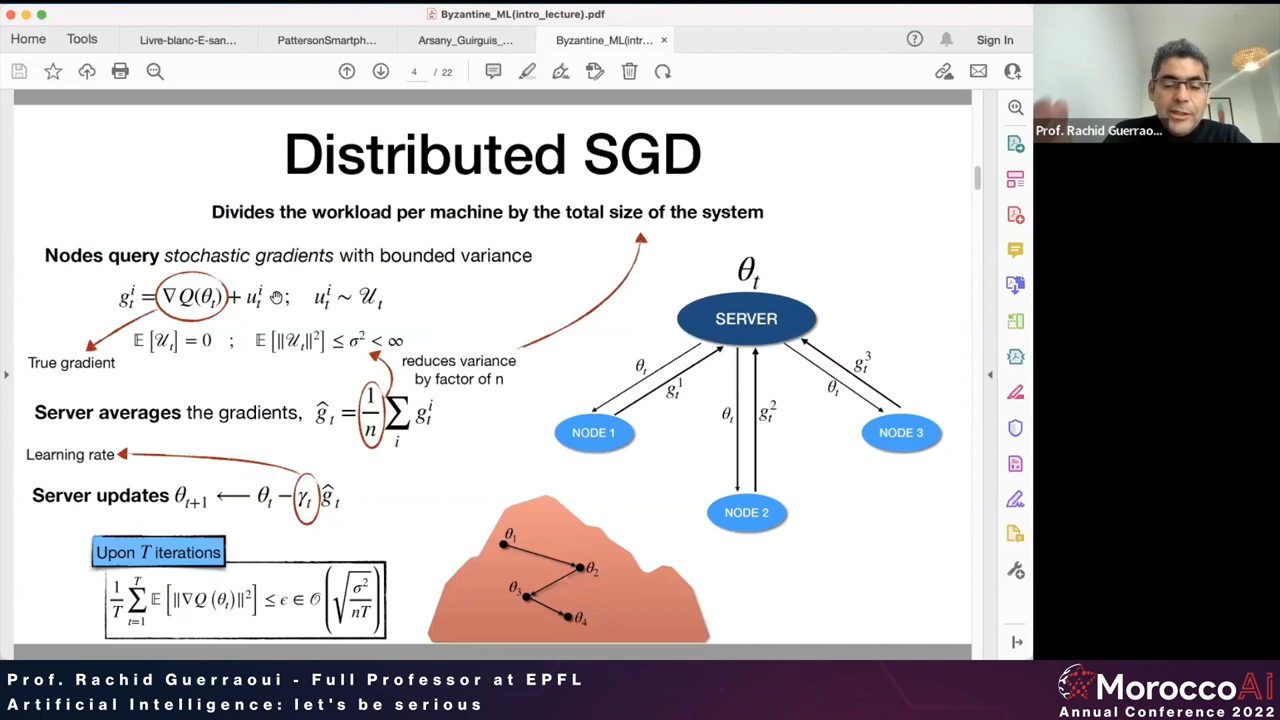 Byzantine_ML(intro_lecture).pdf
Home Tools Livre-blanc-E-san... PattersonSmartph... Arsany_Guirguis_... Byzantine_ML(intr... × Sign In
4 / 22
Distributed SGD
Divides the workload per machine by the total size of the system
Nodes query stochastic gradients with bounded variance
g_t^i = ∇Q(θ_t) + u_t^i ; u_t^i ∼ 𝒰_t
𝔼[𝒰_t] = 0 ; 𝔼[‖𝒰_t‖²] ≤ σ² < ∞
True gradient
reduces variance
by factor of n
Server averages the gradients, ĝ_t = 1/n ∑_i g_t^i
Learning rate
Server updates θ_{t+1} ⟵ θ_t − γ_t ĝ_t
Upon T iterations
1/T ∑_{t=1}^T 𝔼[‖∇Q(θ_t)‖²] ≤ ϵ ∈ 𝒪(√(σ²/nT))
θ_t
SERVER
θ_t g_t^1
θ_t g_t^2
g_t^3 θ_t
NODE 1
NODE 2
NODE 3
θ_1
θ_2
θ_3
θ_4
Prof. Rachid Guerrao...
Prof. Rachid Guerraoui - Full Professor at EPFL
Artificial Intelligence: let's be serious
MoroccoAi
Annual Conference 2022